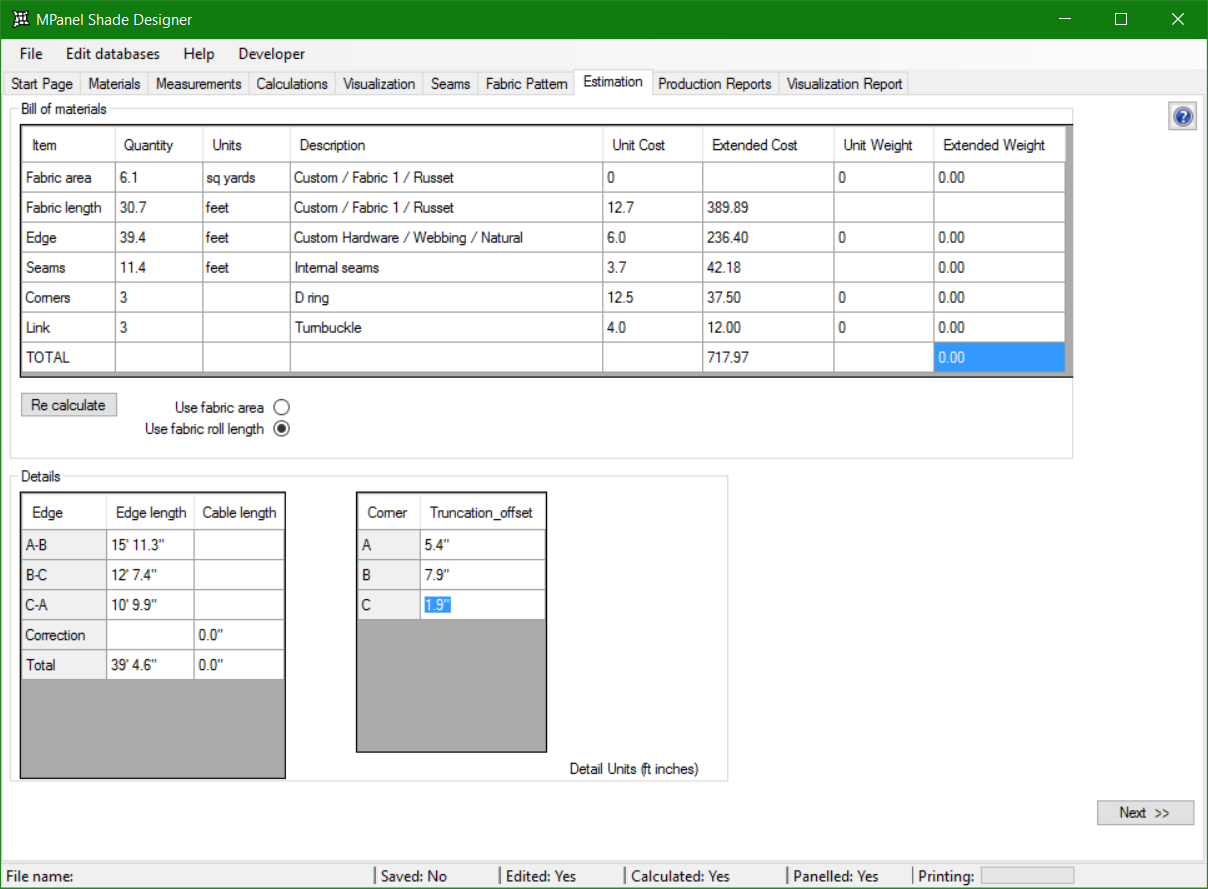 MPanel Shade Designer
File Edit databases Help Developer
Start Page Materials Measurements Calculations Visualization Seams Fabric Pattern Estimation Production Reports Visualization Report
Bill of materials
?
Item Quantity Units Description Unit Cost Extended Cost Unit Weight Extended Weight
Fabric area 6.1 sq yards Custom / Fabric 1 / Russet 0 0 0.00
Fabric length 30.7 feet Custom / Fabric 1 / Russet 12.7 389.89
Edge 39.4 feet Custom Hardware / Webbing / Natural 6.0 236.40 0 0.00
Seams 11.4 feet Internal seams 3.7 42.18 0.00
Corners 3 D ring 12.5 37.50 0 0.00
Link 3 Turnbuckle 4.0 12.00 0 0.00
TOTAL 717.97 0.00
Re calculate
Use fabric area
Use fabric roll length
Details
Edge Edge length Cable length
A-B 15' 11.3"
B-C 12' 7.4"
C-A 10' 9.9"
Correction 0.0"
Total 39' 4.6" 0.0"
Corner Truncation_offset
A 5.4"
B 7.9"
C 1.9"
Detail Units (ft inches)
Next >>
File name: Saved: No Edited: Yes Calculated: Yes Panelled: Yes Printing: